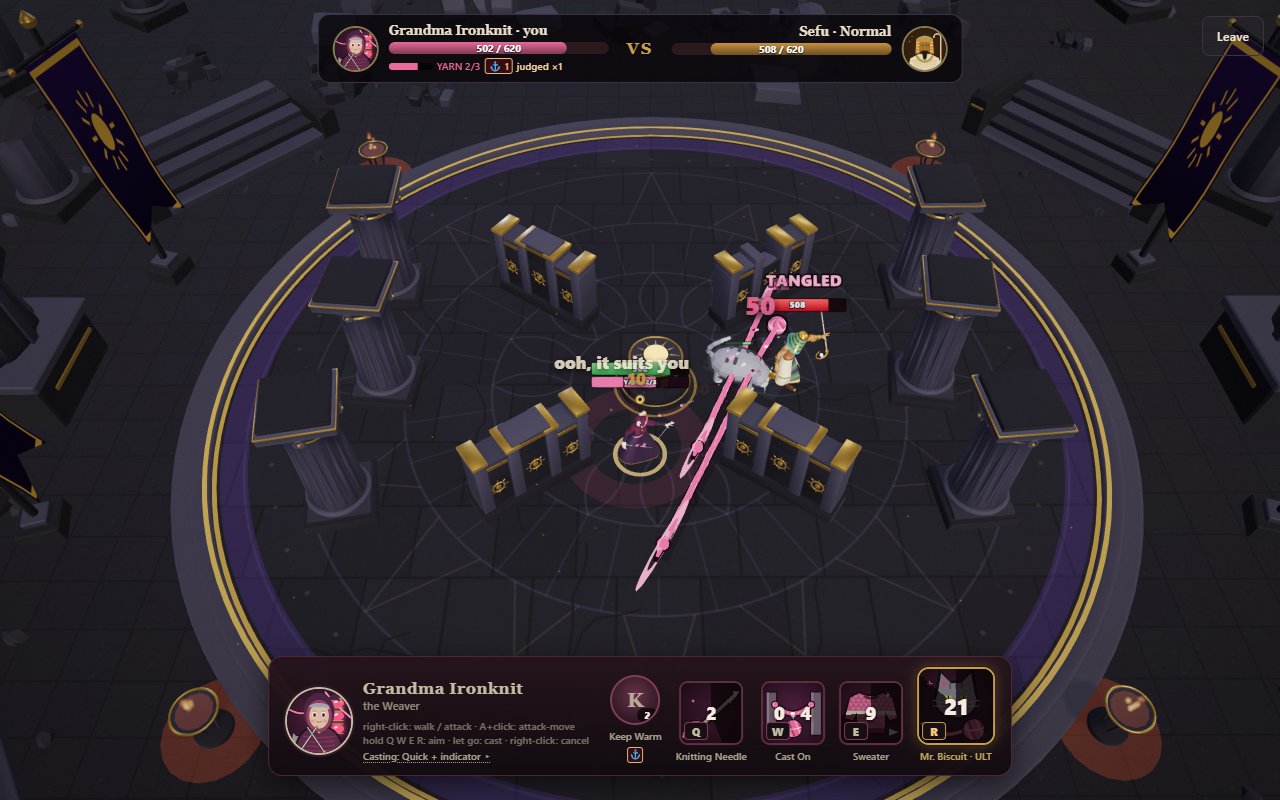 Grandma Ironknit · you
502 / 620
YARN 2/3
1
judged ×1
VS
Sefu · Normal
508 / 620
Leave
TANGLED
50
508
ooh, it suits you
10
Grandma Ironknit
the Weaver
right-click: walk / attack · A+click: attack-move
hold Q W E R: aim · let go: cast · right-click: cancel
Casting: Quick + indicator
K
2
Keep Warm
2
Q
Knitting Needle
0 4
W
Cast On
9
E
Sweater
21
R
Mr. Biscuit · ULT